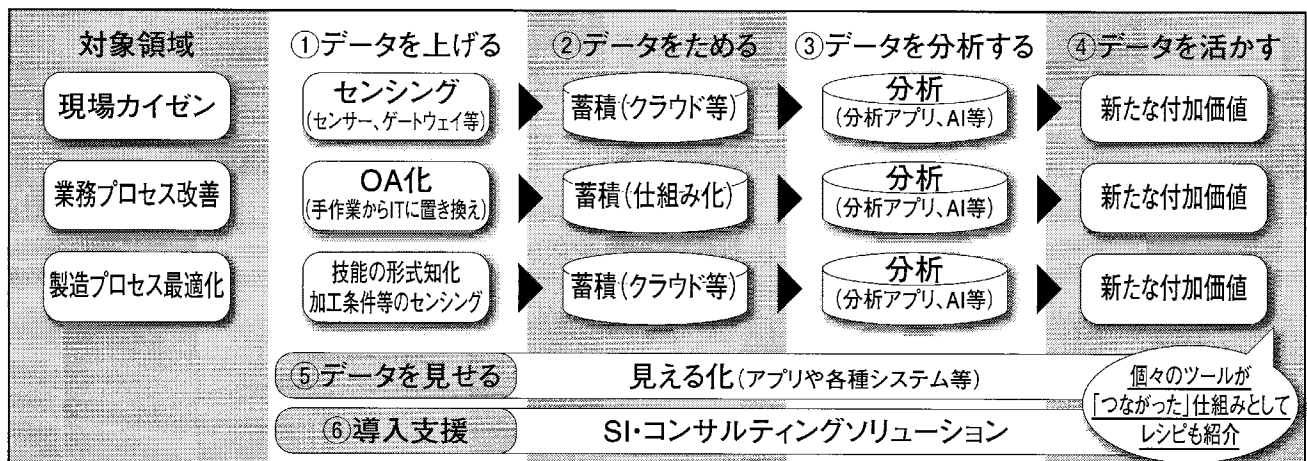 対象領域
①データを上げる
②データをためる
③データを分析する
④データを活かす
現場カイゼン
センシング
(センサー、ゲートウェイ等)
蓄積(クラウド等)
分析
(分析アプリ、AI等)
新たな付加価値
業務プロセス改善
OA化
(手作業からITに置き換え)
蓄積(仕組み化)
分析
(分析アプリ、AI等)
新たな付加価値
製造プロセス最適化
技能の形式知化
加工条件等のセンシング
蓄積(クラウド等)
分析
(分析アプリ、AI等)
新たな付加価値
⑤データを見せる
見える化(アプリや各種システム等)
⑥導入支援
SI・コンサルティングソリューション
個々のツールが
「つながった」仕組みとして
レシピも紹介